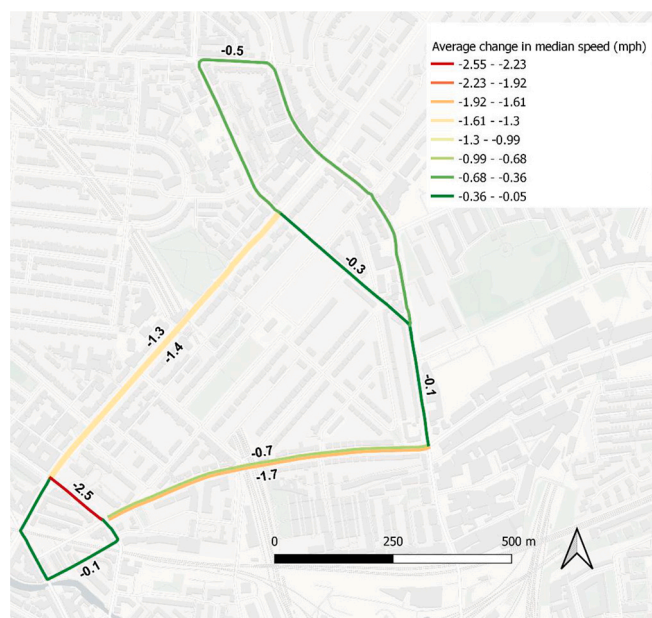 -0.5
Average change in median speed (mph)
-2.55 - -2.23
-2.23 - -1.92
-1.92 - -1.61
-1.61 - -1.3
-1.3 - -0.99
-0.99 - -0.68
-0.68 - -0.36
-0.36 - -0.05
-0.3
-1.3
-1.4
-0.1
-0.7
-1.7
-2.5
-0.1
0 250 500 m